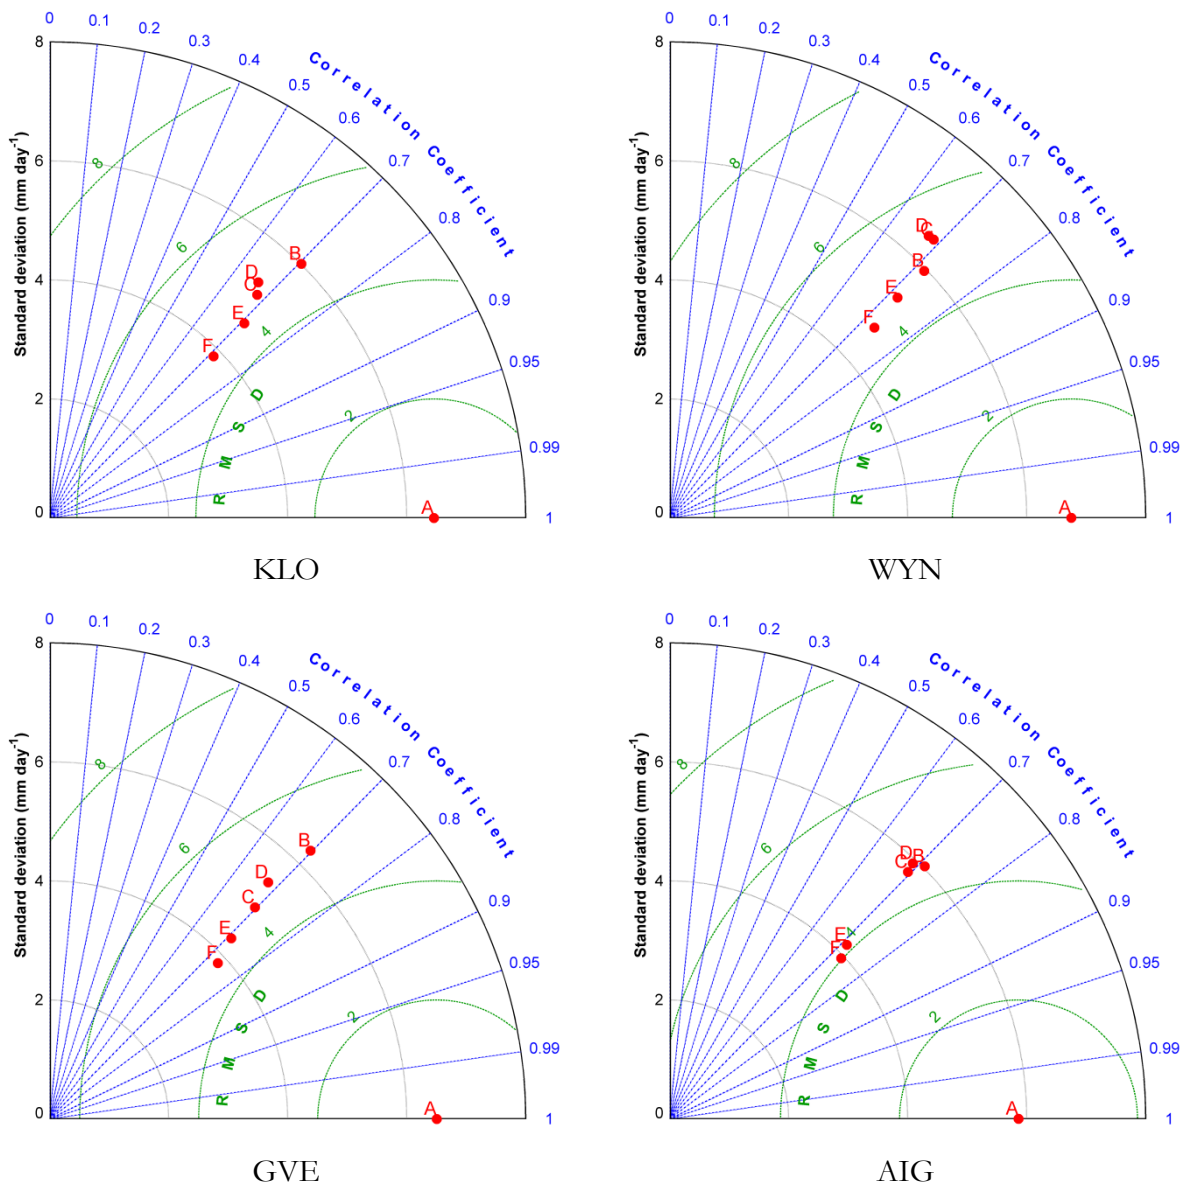 0 0.1 0.2 0.3 0.4 0.5 0.6 0.7 0.8 0.9 0.95 0.99 1
Correlation Coefficient
Standard deviation (mm day-1)
8 6 4 2 0
8 6 4 2
R M S D
A B C D E F
KLO
0 0.1 0.2 0.3 0.4 0.5 0.6 0.7 0.8 0.9 0.95 0.99 1
Correlation Coefficient
Standard deviation (mm day-1)
8 6 4 2 0
8 6 4 2
R M S D
A B C D E F
WYN
0 0.1 0.2 0.3 0.4 0.5 0.6 0.7 0.8 0.9 0.95 0.99 1
Correlation Coefficient
Standard deviation (mm day-1)
8 6 4 2 0
8 6 4 2
R M S D
A B C D E F
GVE
0 0.1 0.2 0.3 0.4 0.5 0.6 0.7 0.8 0.9 0.95 0.99 1
Correlation Coefficient
Standard deviation (mm day-1)
8 6 4 2 0
8 6 4 2
R M S D
A B C D E F
AIG